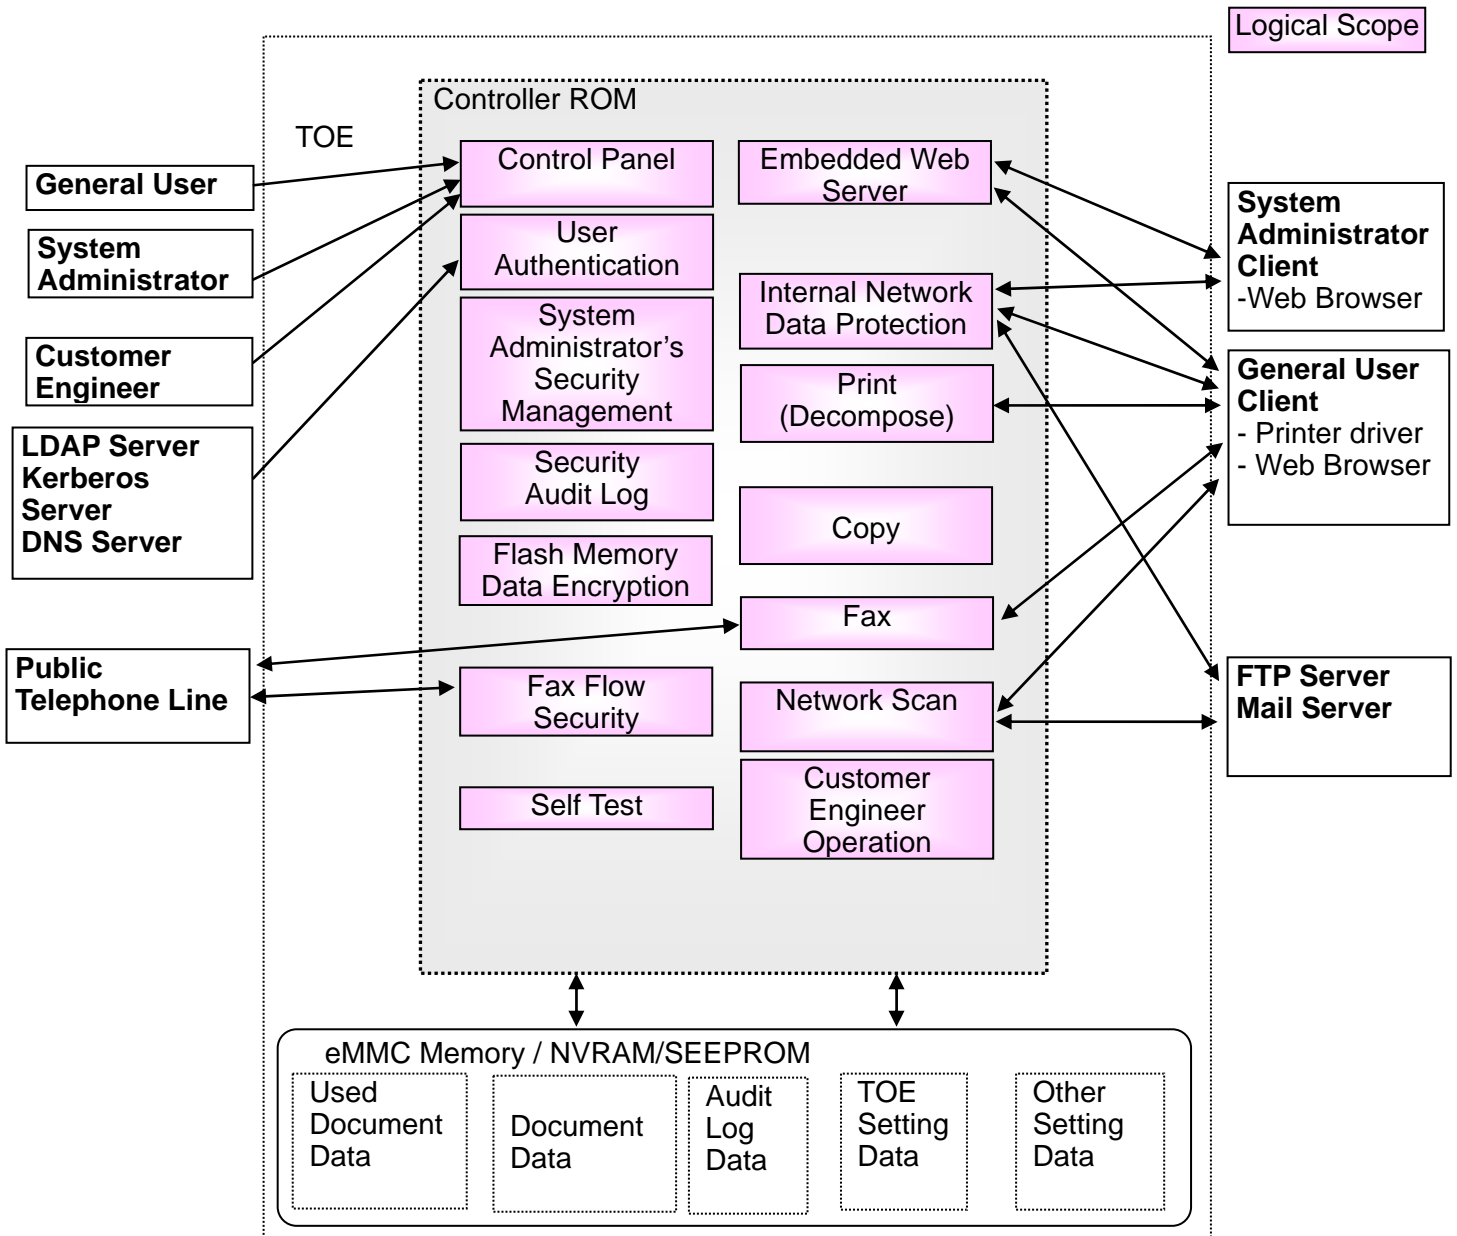 Logical Scope
Controller ROM
TOE
General User
System
Administrator
Customer
Engineer
LDAP Server
Kerberos
Server
DNS Server
Public
Telephone Line
Control Panel
User
Authentication
System
Administrator’s
Security
Management
Security
Audit Log
Flash Memory
Data Encryption
Fax Flow
Security
Self Test
Embedded Web
Server
Internal Network
Data Protection
Print
(Decompose)
Copy
Fax
Network Scan
Customer
Engineer
Operation
System
Administrator
Client
-Web Browser
General User
Client
- Printer driver
- Web Browser
FTP Server
Mail Server
eMMC Memory / NVRAM/SEEPROM
Used
Document
Data
Document
Data
Audit
Log
Data
TOE
Setting
Data
Other
Setting
Data